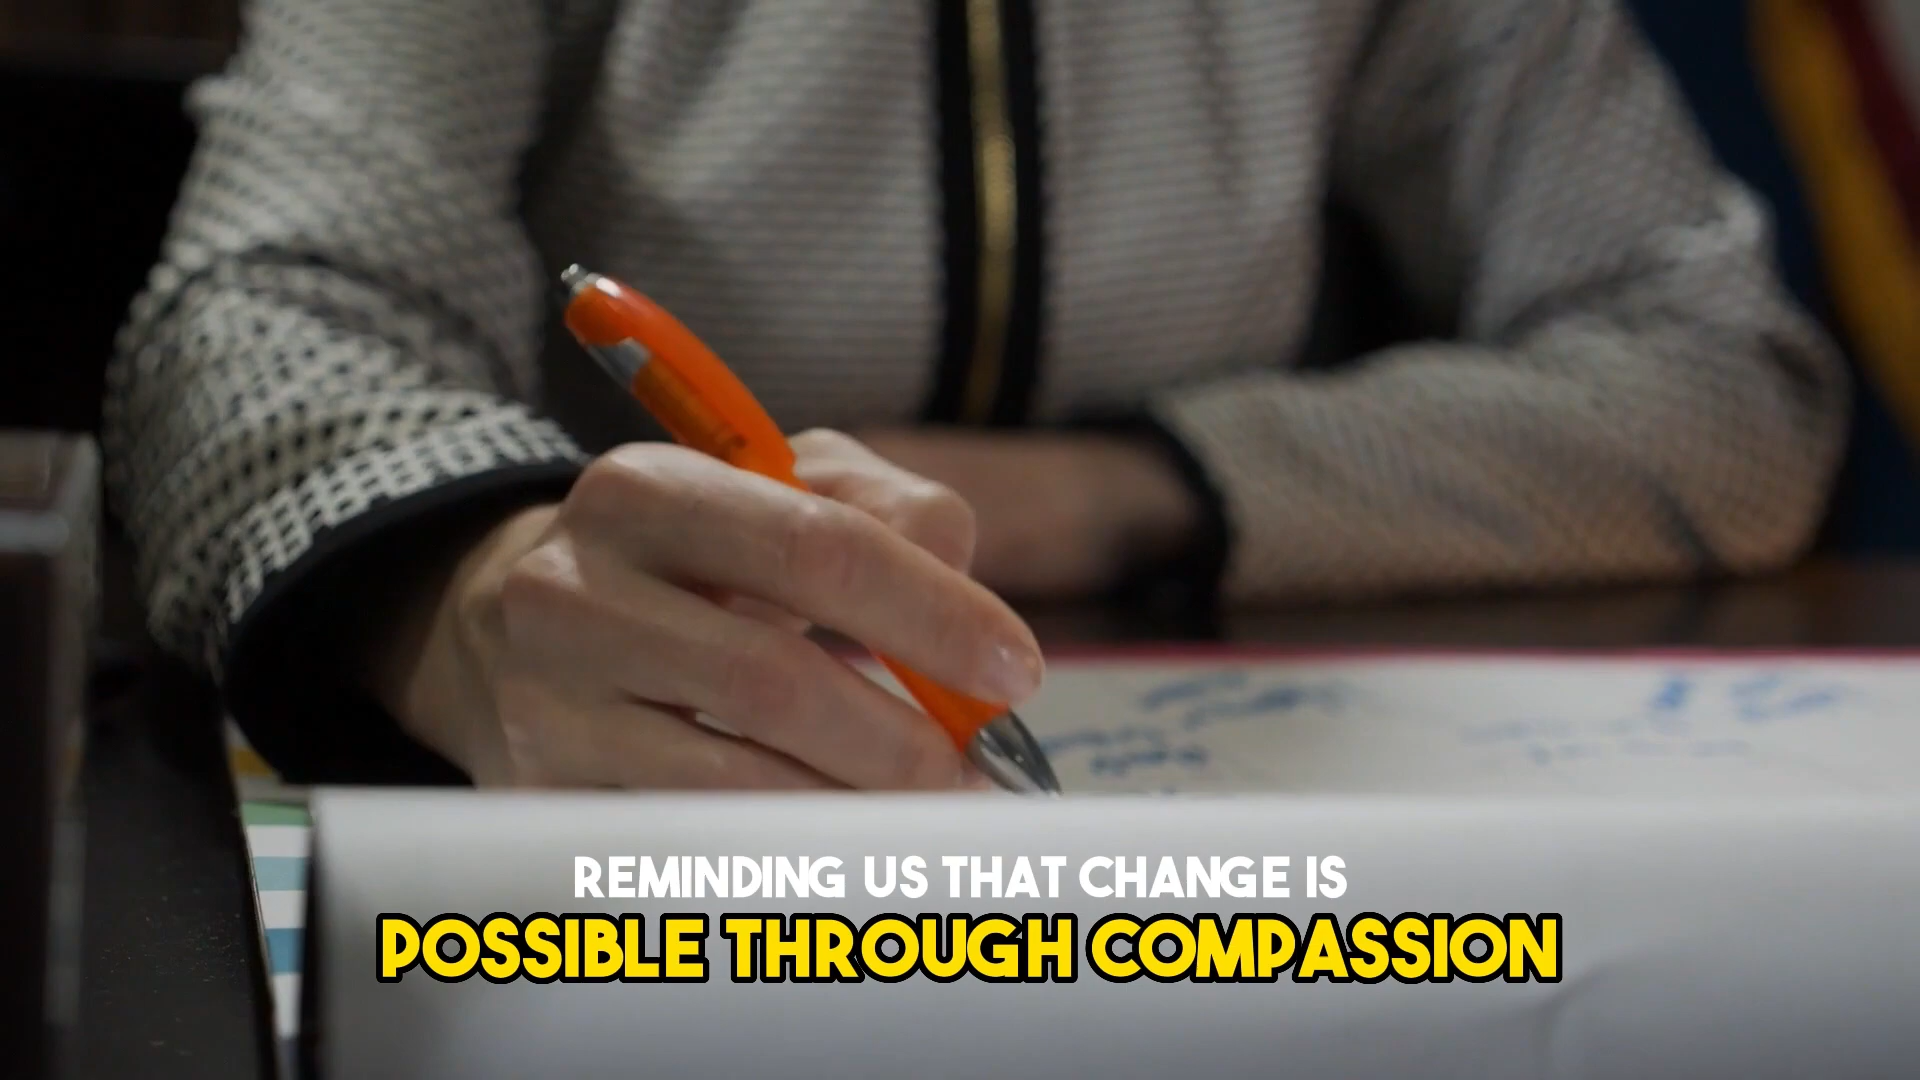 REMINDING US THAT CHANGE IS
POSSIBLE THROUGH COMPASSION